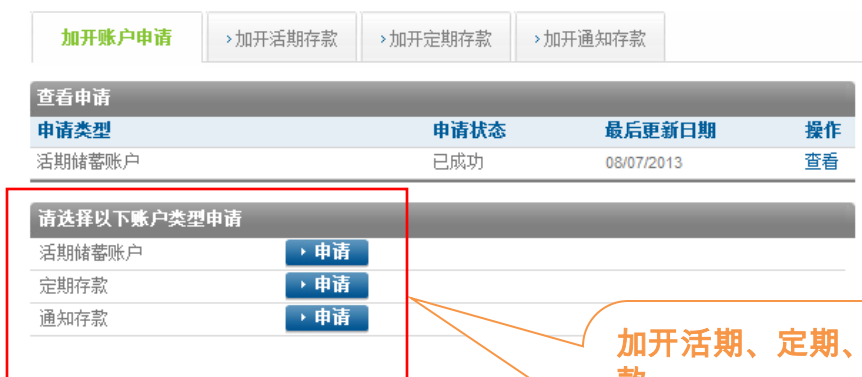 加开账户申请 ›加开活期存款 ›加开定期存款 ›加开通知存款
查看申请
申请类型 申请状态 最后更新日期 操作
活期储蓄账户 已成功 08/07/2013 查看
请选择以下账户类型申请
活期储蓄账户 › 申请
定期存款 › 申请
通知存款 › 申请
加开活期、定期、
款